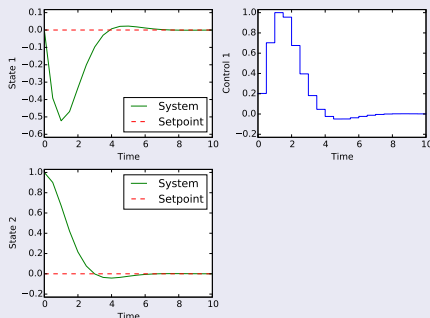 0.1
0.0
−0.1
−0.2
−0.3
−0.4
−0.5
−0.6
State 1
System
Setpoint
0 2 4 6 8 10
Time
1.0
0.8
0.6
0.4
0.2
0.0
−0.2
Control 1
0 2 4 6 8 10
Time
1.0
0.8
0.6
0.4
0.2
0.0
−0.2
State 2
System
Setpoint
0 2 4 6 8 10
Time